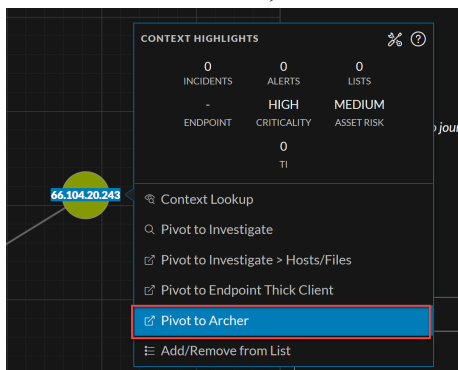 CONTEXT HIGHLIGHTS
0 0 0
INCIDENTS ALERTS LISTS
- HIGH MEDIUM
ENDPOINT CRITICALITY ASSET RISK
0
TI
66.104.20.243
Context Lookup
Pivot to Investigate
Pivot to Investigate > Hosts/Files
Pivot to Endpoint Thick Client
Pivot to Archer
Add/Remove from List